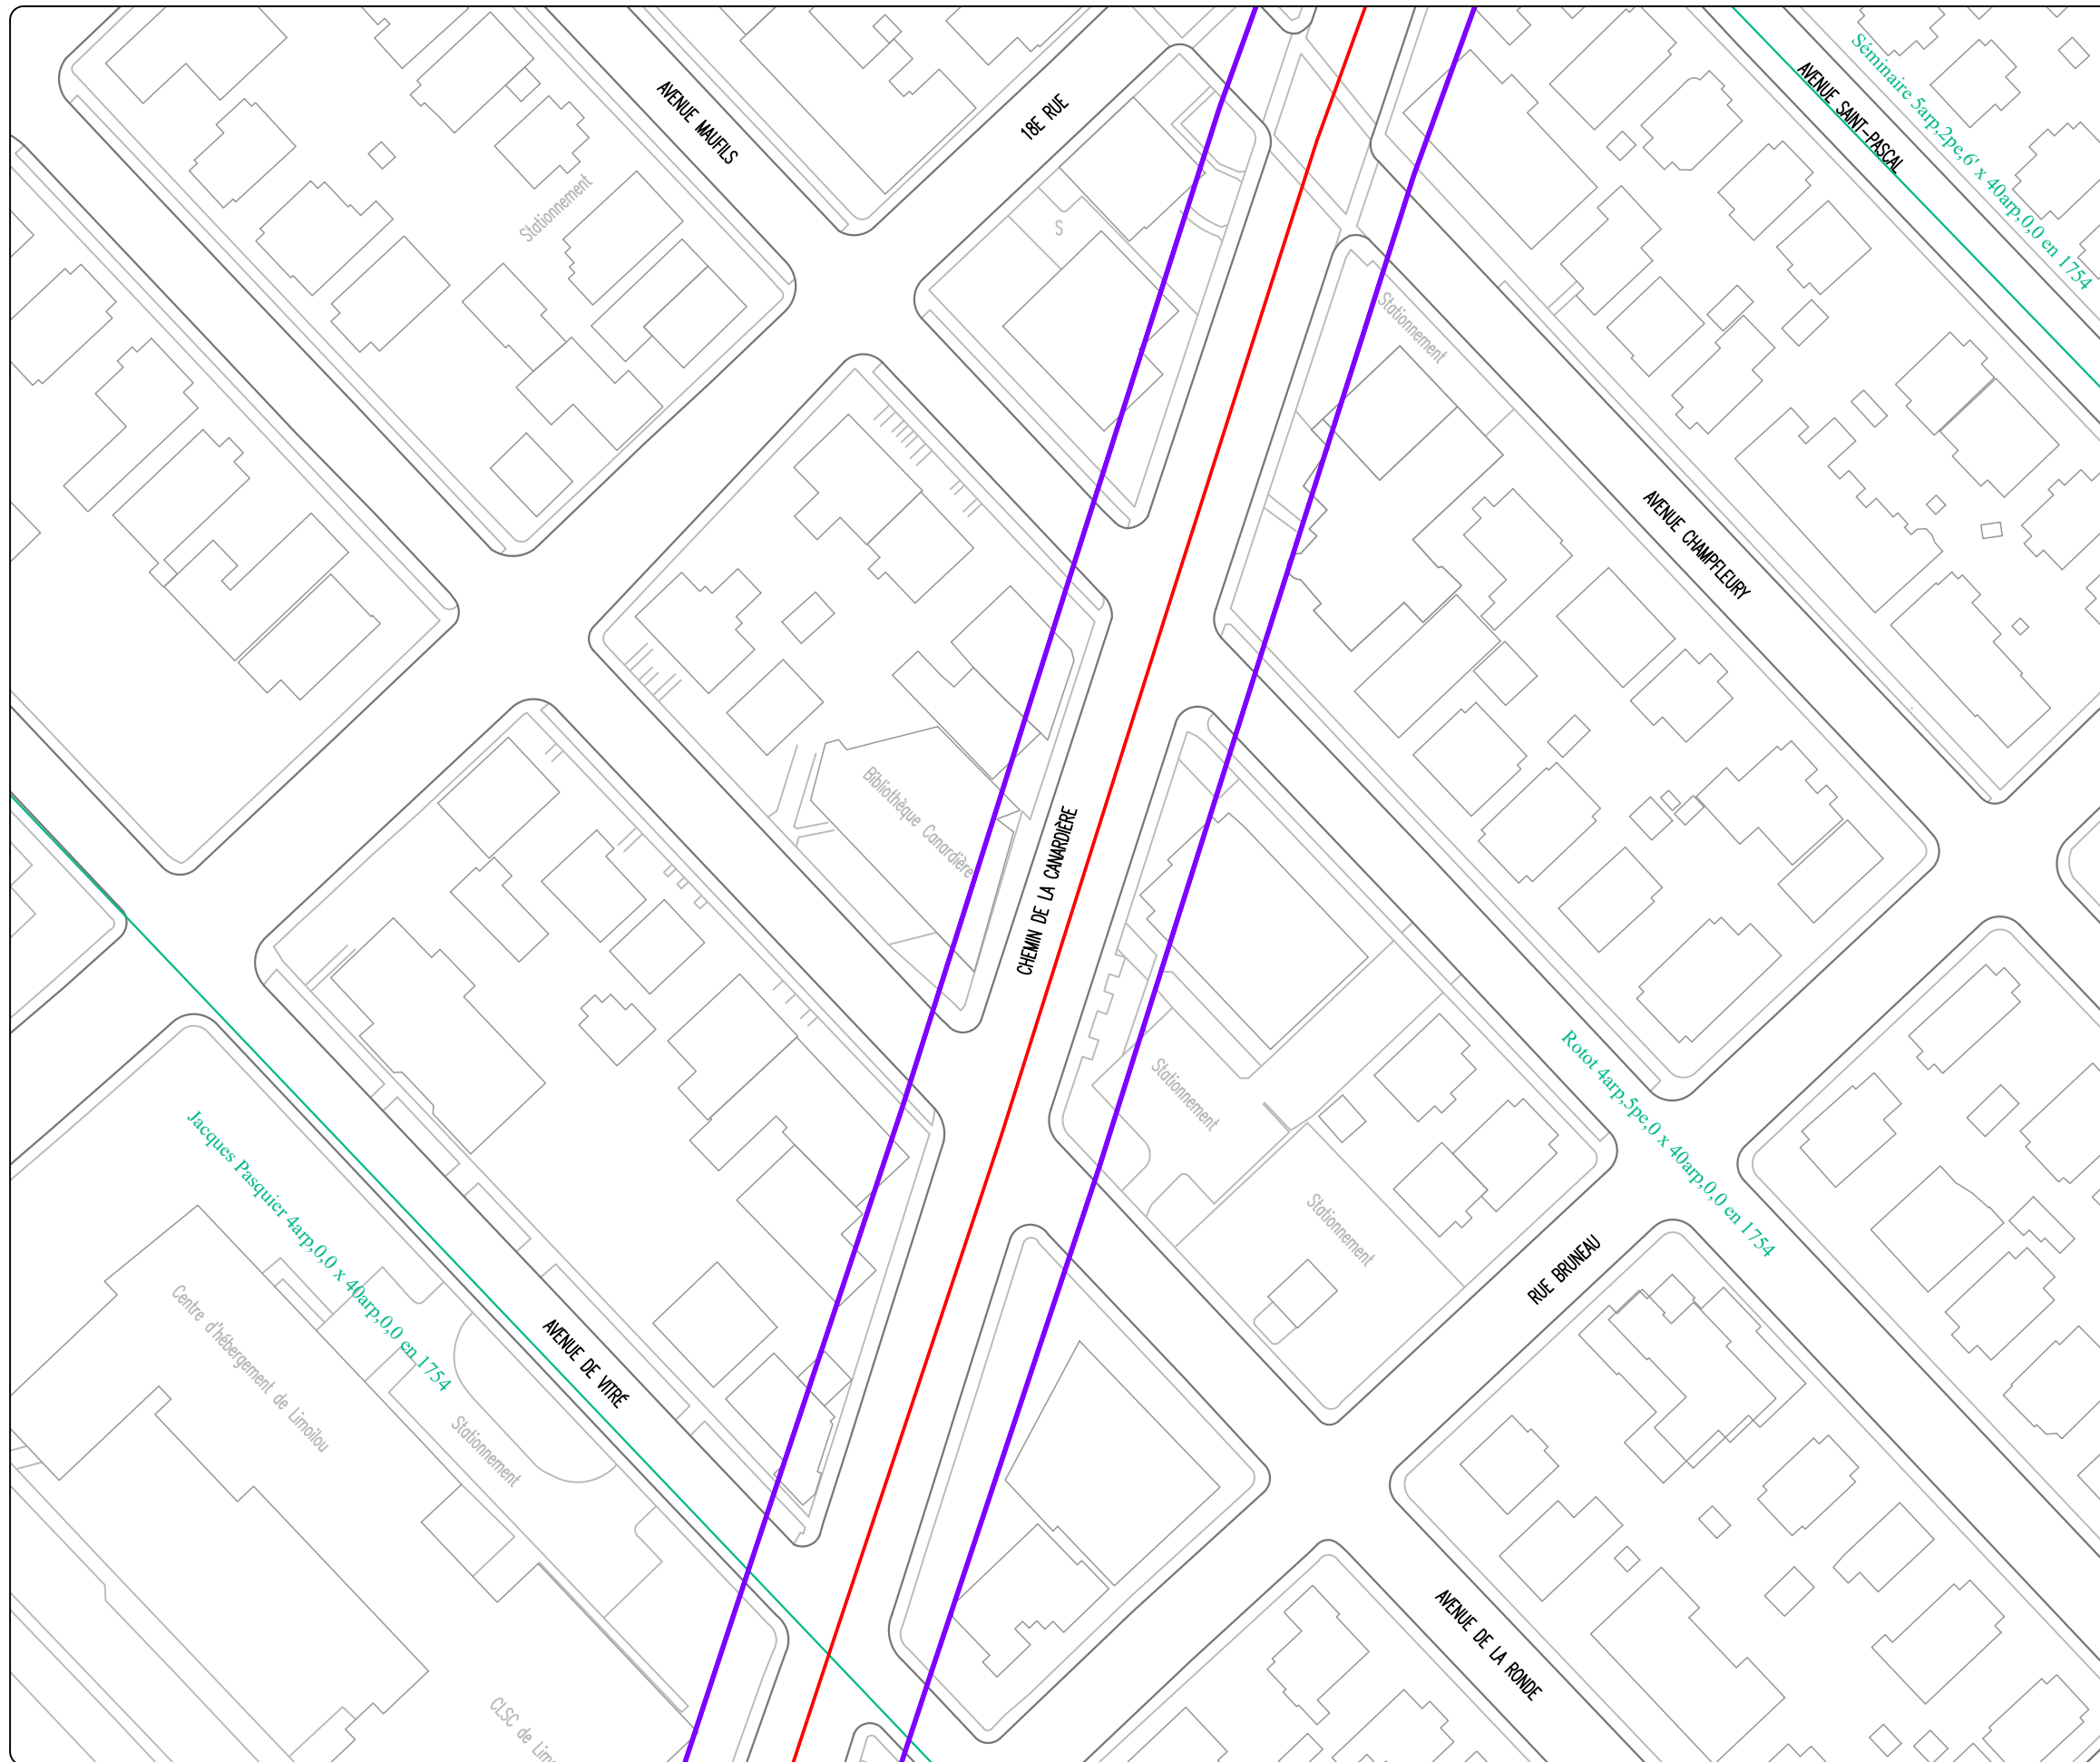 Séminaire 5arp,2pe,6' x 40arp,0,0 en 1754
AVENUE SAINT-PASCAL
AVENUE MAUFILS
18E RUE
Stationnement
S
Stationnement
AVENUE CHAMPFLEURY
Bibliothèque Canardière
CHEMIN DE LA CANARDIÈRE
Rotot 4arp,5pe,0 x 40arp,0,0 en 1754
Stationnement
Jacques Pasquier 4arp,0,0 x 40arp,0,0 en 1754
Stationnement
RUE BRUNEAU
Centre d'hébergement de Limoilou
AVENUE DE VITRÉ
Stationnement
AVENUE DE LA RONDE
CLSC de Limo